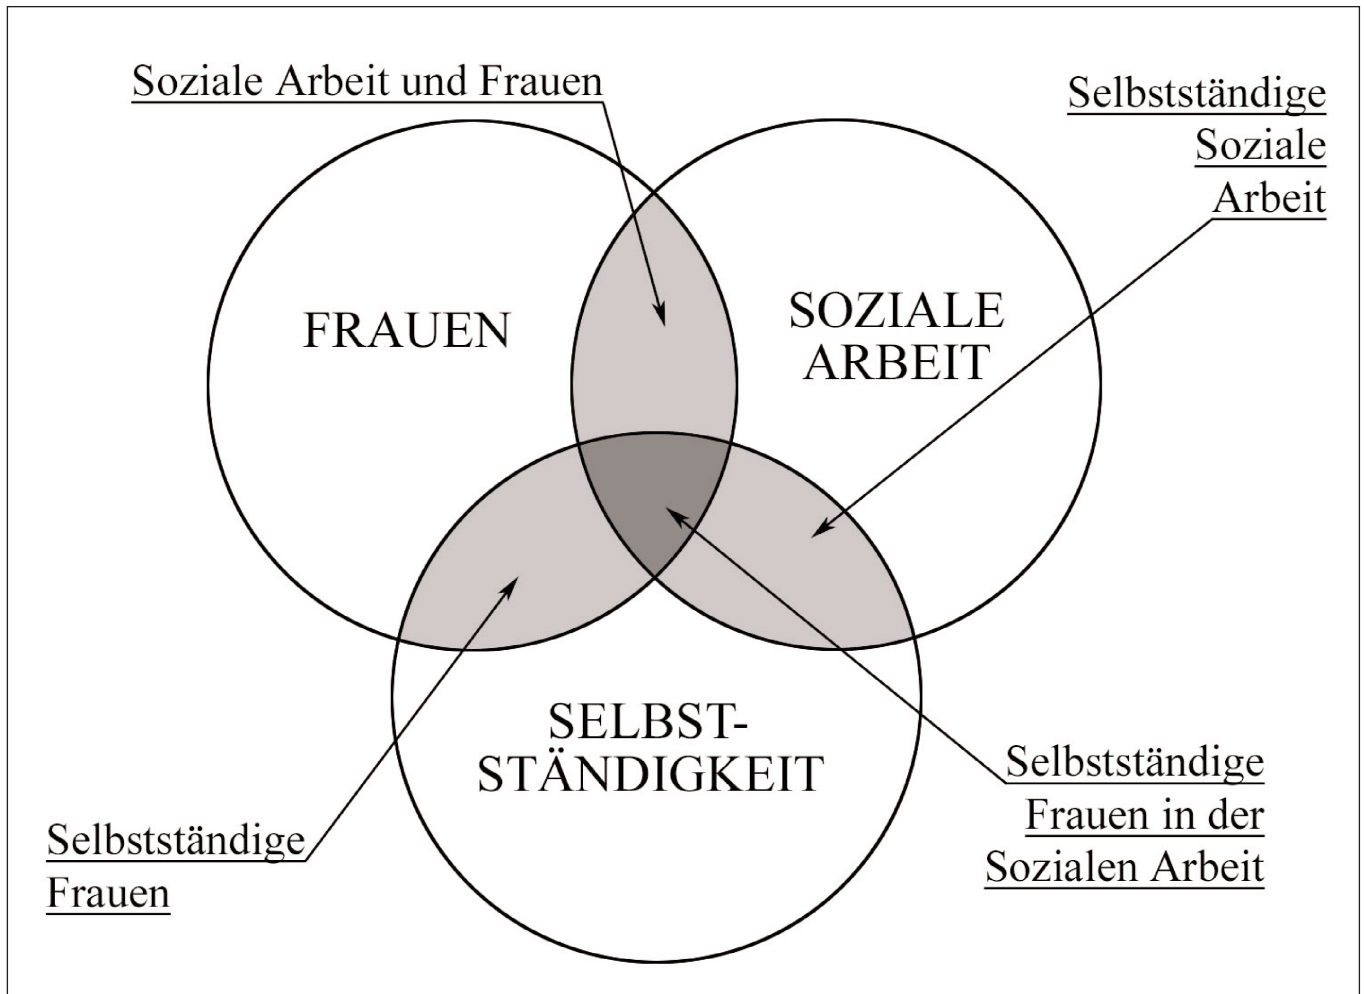 Soziale Arbeit und Frauen
Selbstständige
Soziale
Arbeit
FRAUEN
SOZIALE
ARBEIT
SELBST-
STÄNDIGKEIT
Selbstständige
Frauen
Selbstständige
Frauen in der
Sozialen Arbeit